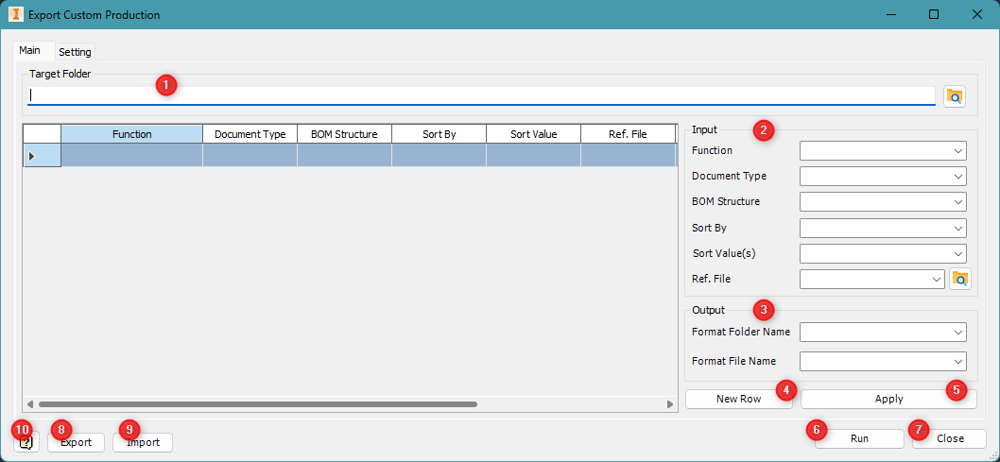 Export Custom Production
Main
Setting
Target Folder
1
Function
Document Type
BOM Structure
Sort By
Sort Value
Ref. File
Input
2
Function
Document Type
BOM Structure
Sort By
Sort Value(s)
Ref. File
Output
3
Format Folder Name
Format File Name
4
5
New Row
Apply
10
8
9
6
7
Export
Import
Run
Close